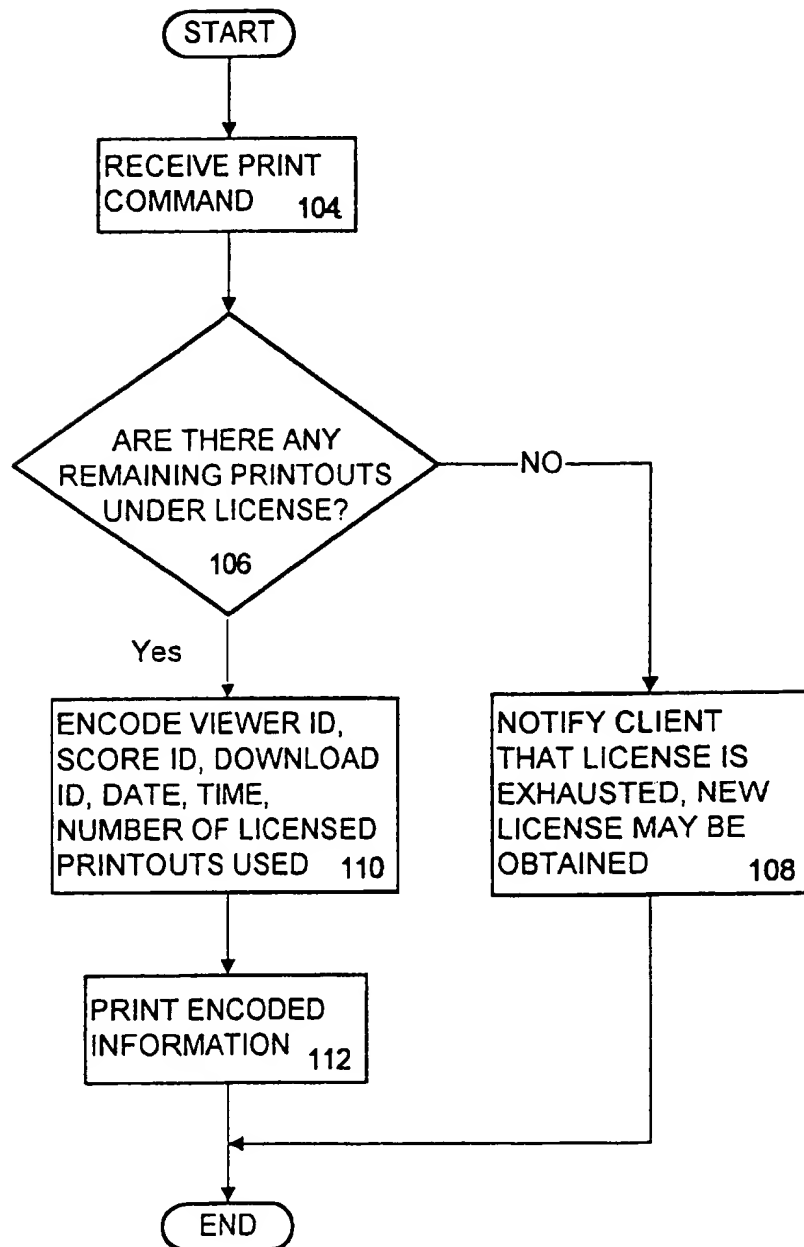 START
RECEIVE PRINT
COMMAND 104
ARE THERE ANY
REMAINING PRINTOUTS
UNDER LICENSE?
106
NO
Yes
ENCODE VIEWER ID,
SCORE ID, DOWNLOAD
ID, DATE, TIME,
NUMBER OF LICENSED
PRINTOUTS USED 110
NOTIFY CLIENT
THAT LICENSE IS
EXHAUSTED, NEW
LICENSE MAY BE
OBTAINED 108
PRINT ENCODED
INFORMATION 112
END